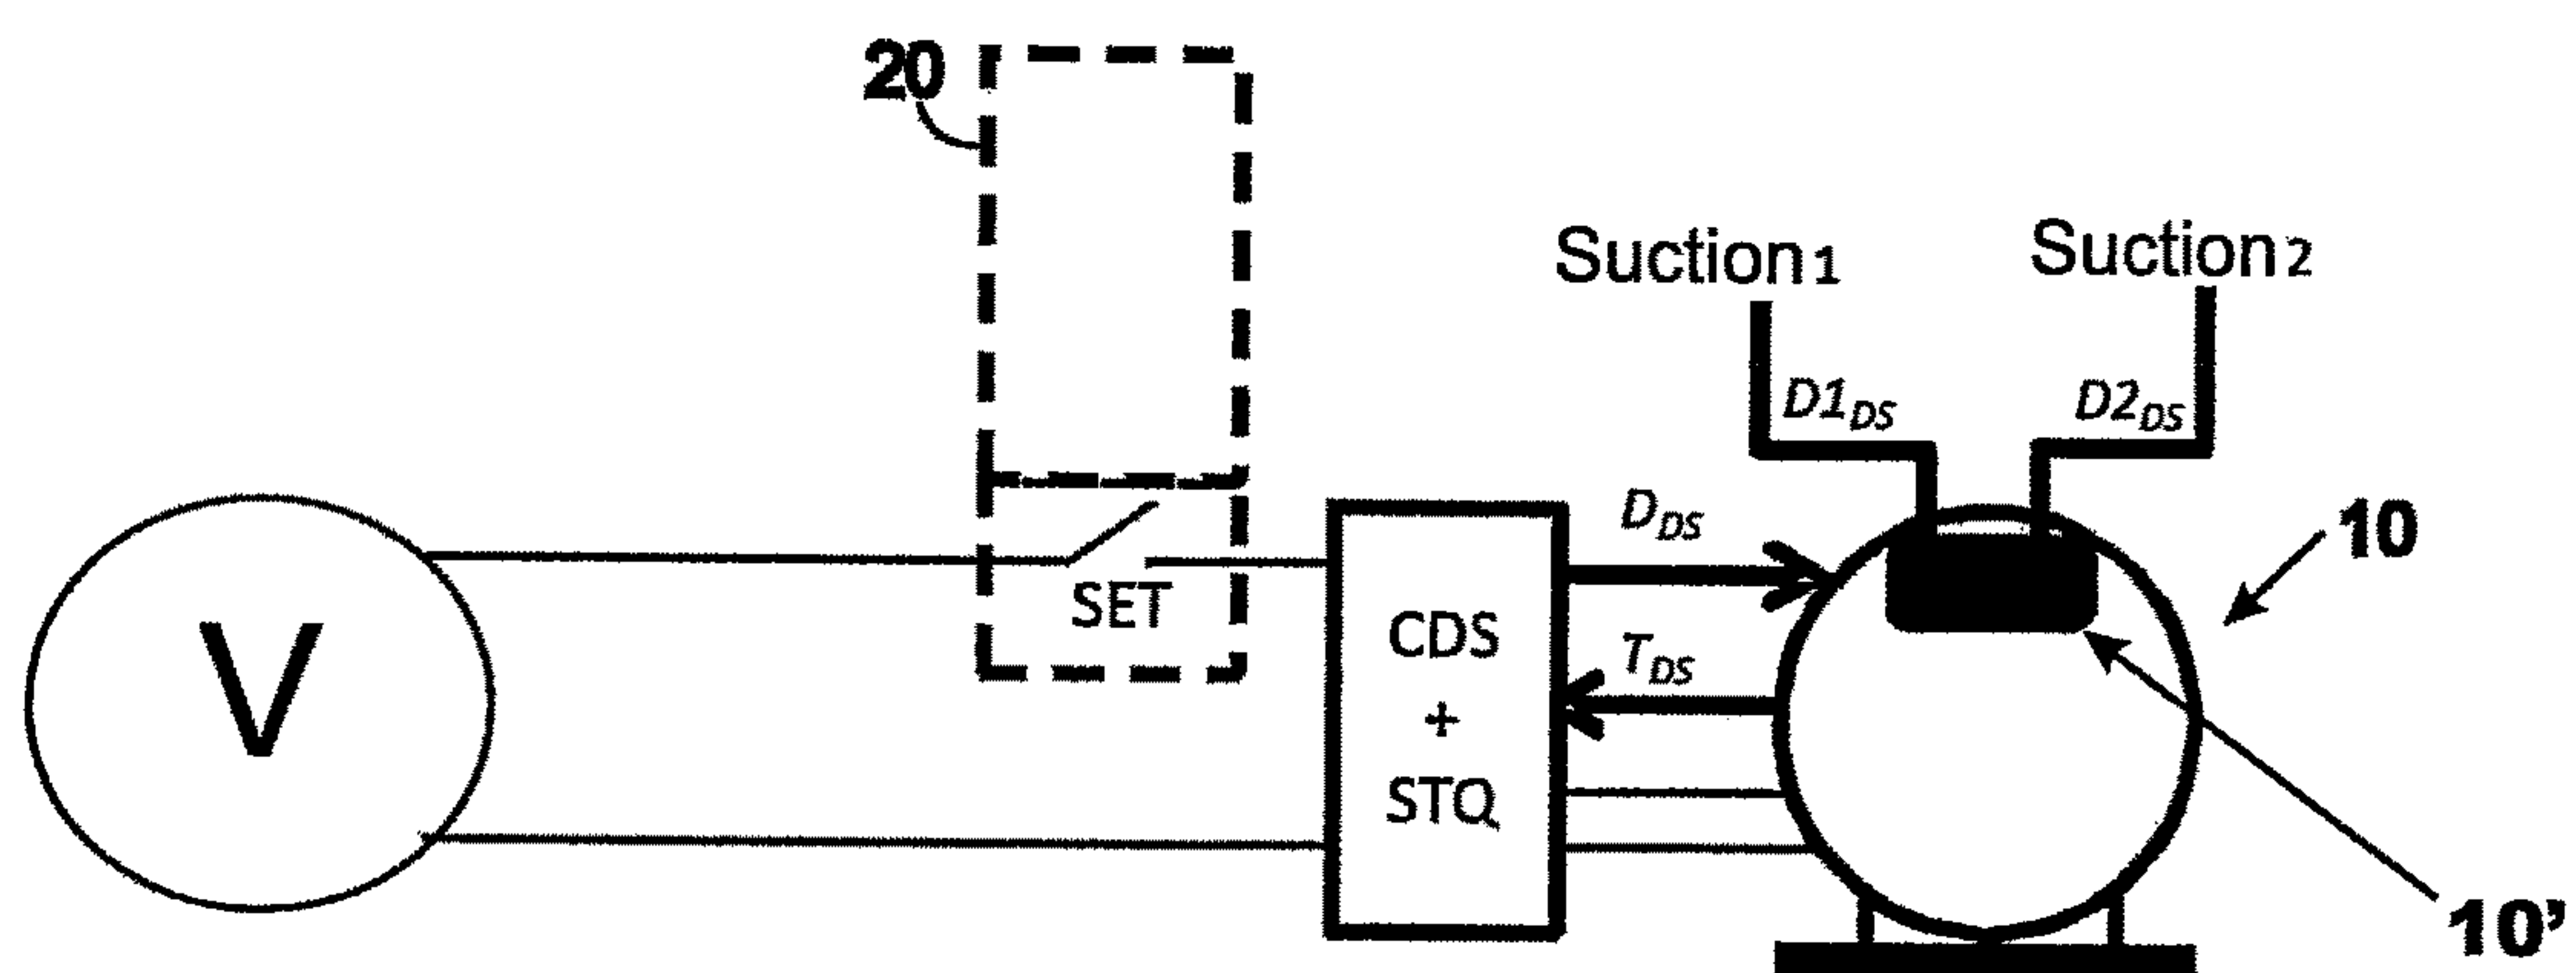 20
Suction1
Suction2
D1DS
D2DS
DDS
10
SET
V
CDS
+
STQ
TDS
10'